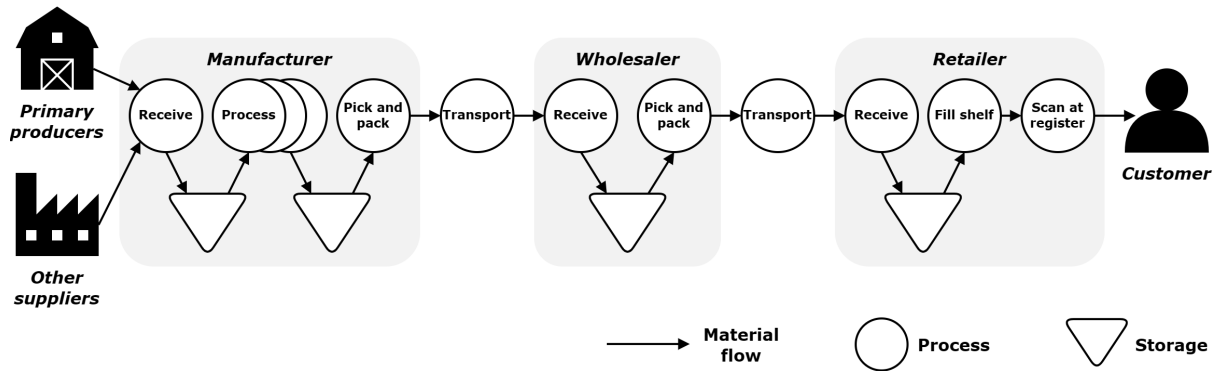 Primary
producers
Other
suppliers
Manufacturer
Receive
Process
Pick and
pack
Transport
Wholesaler
Receive
Pick and
pack
Transport
Retailer
Receive
Fill shelf
Scan at
register
Customer
Material
flow
Process
Storage